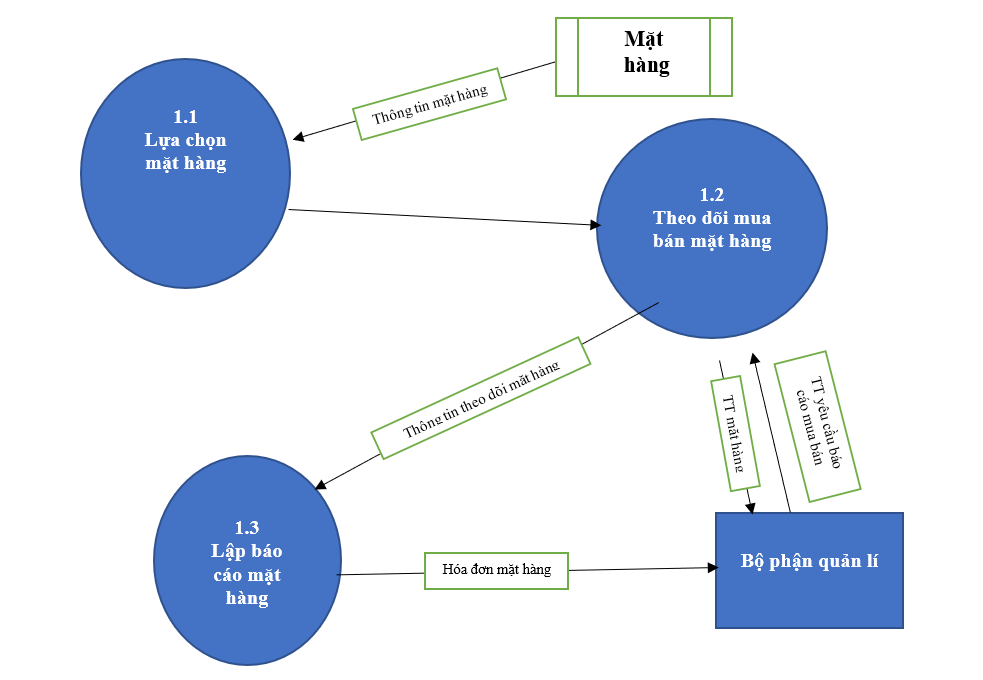 Mặt
hàng
Thông tin mặt hàng
1.1
Lựa chọn
mặt hàng
1.2
Theo dõi mua
bán mặt hàng
Thông tin theo dõi mặt hàng
TT mặt hàng
TT yêu cầu báo
cáo mua bán
1.3
Lập báo
cáo mặt
hàng
Hóa đơn mặt hàng
Bộ phận quản lí